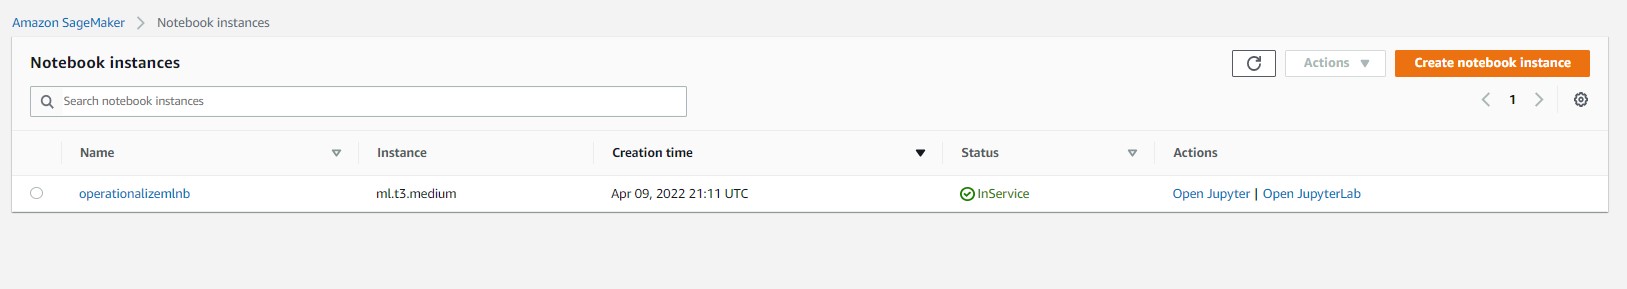 Amazon SageMaker > Notebook instances
Notebook instances
Actions
Create notebook instance
Search notebook instances
1
Name Instance Creation time Status Actions
operationalizemlnb ml.t3.medium Apr 09, 2022 21:11 UTC InService Open Jupyter | Open JupyterLab